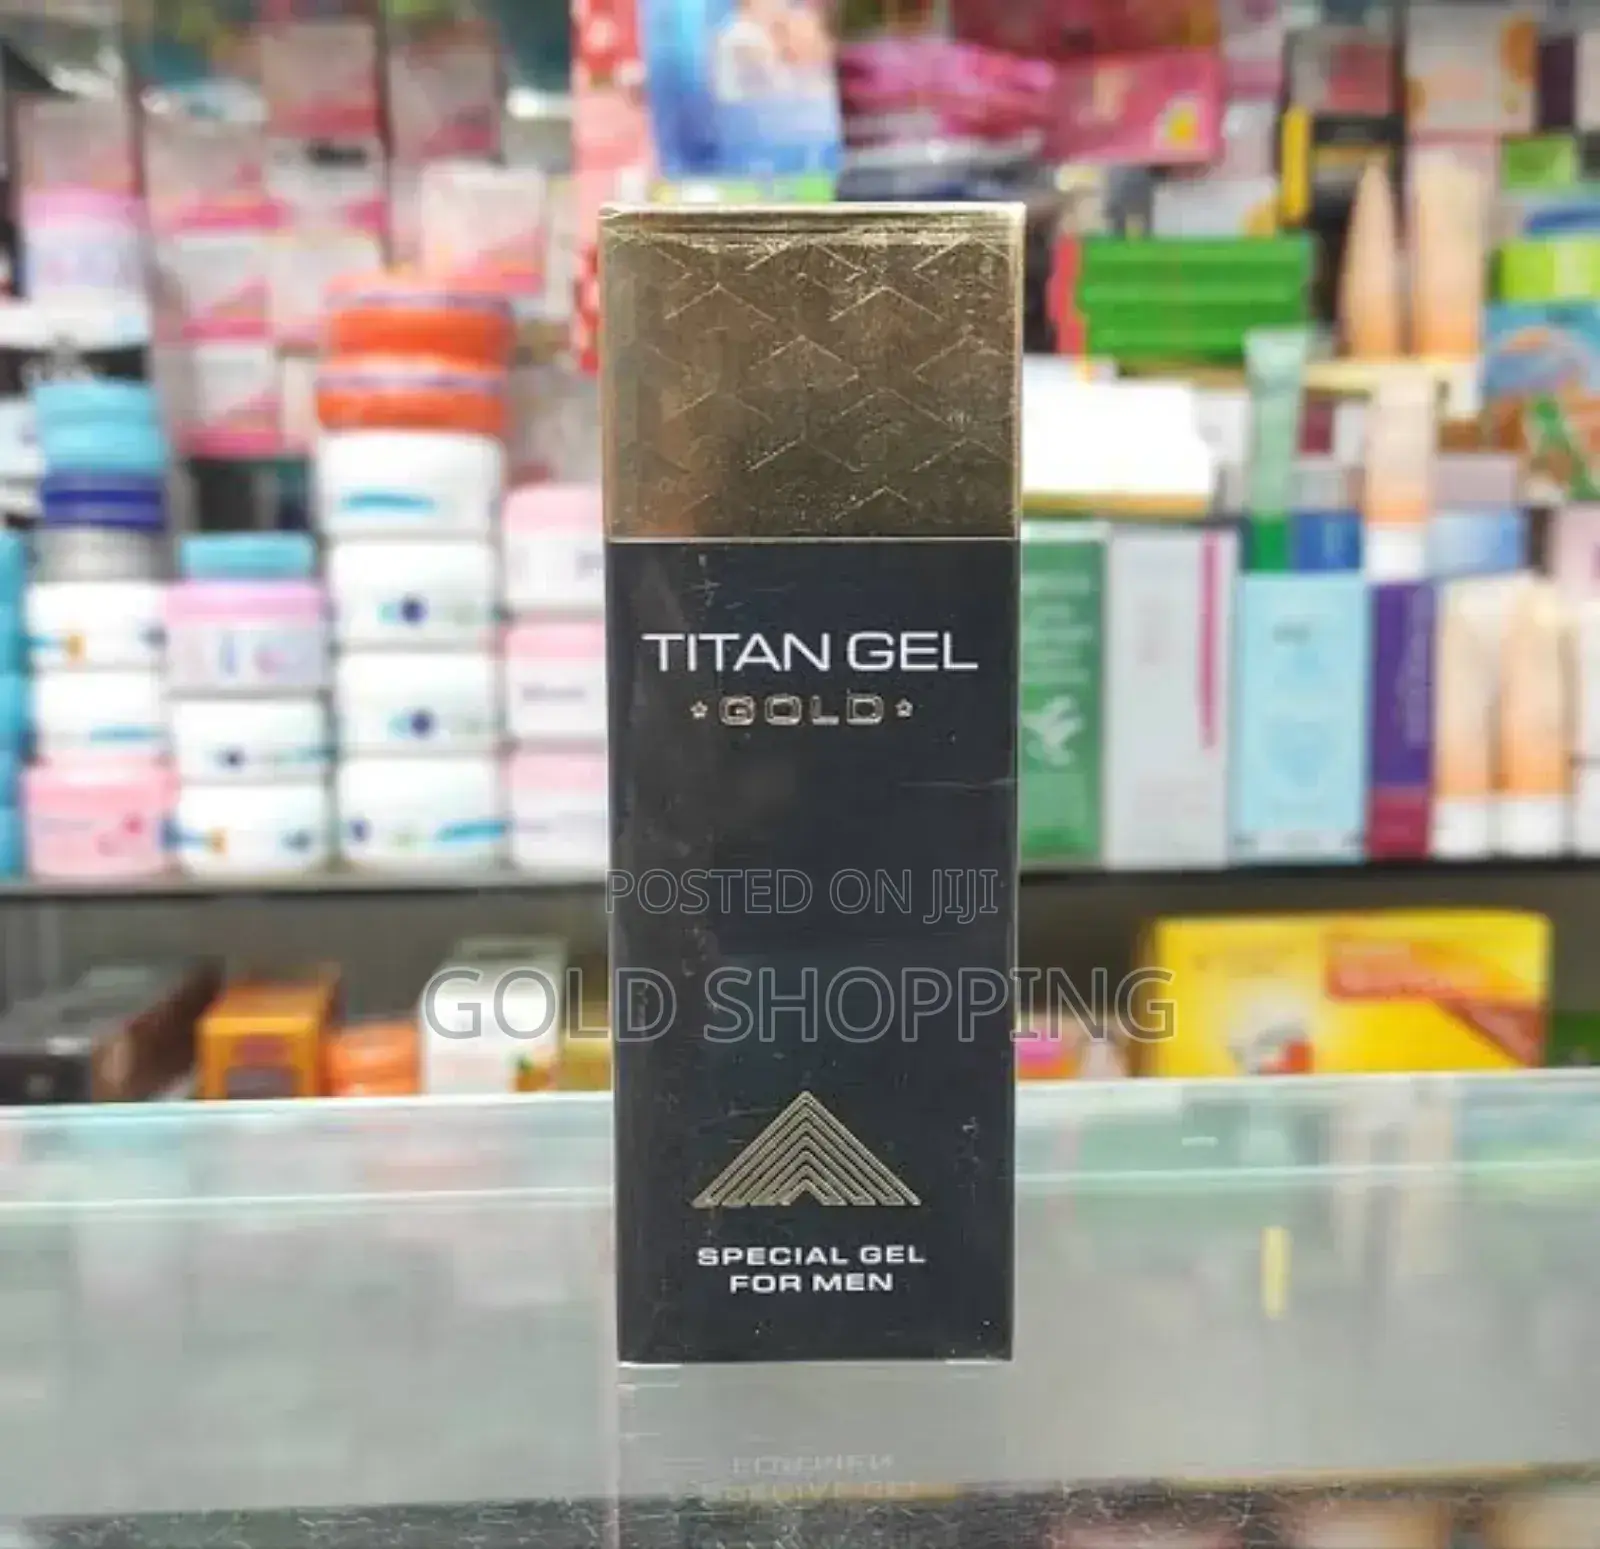 TITAN GEL
GOLD
POSTED ON JIJI
GOLD SHOPPING
SPECIAL GEL
FOR MEN